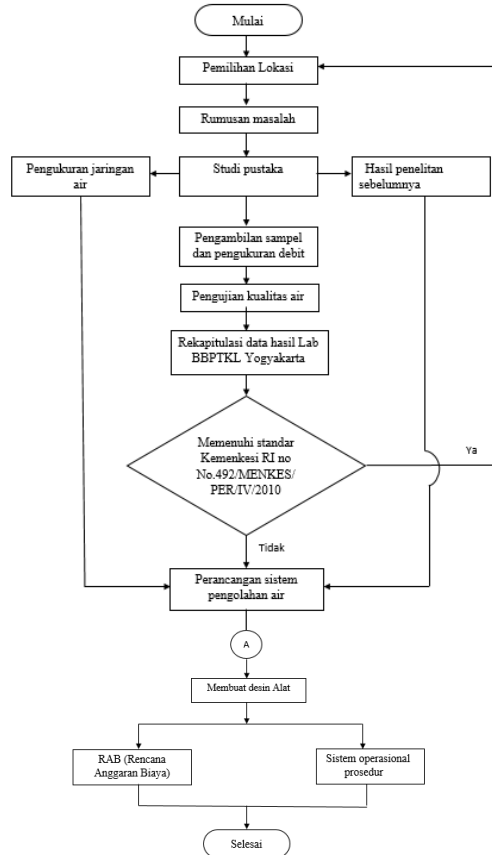 Mulai
Pemilihan Lokasi
Rumusan masalah
Pengukuran jaringan
air
Studi pustaka
Hasil penelitan
sebelumnya
Pengambilan sampel
dan pengukuran debit
Pengujian kualitas air
Rekapitulasi data hasil Lab
BBPTKL Yogyakarta
Memenuhi standar
Kemenkesi RI no
No.492/MENKES/
PER/IV/2010
Ya
Tidak
Perancangan sistem
pengolahan air
A
Membuat desin Alat
RAB (Rencana
Anggaran Biaya)
Sistem operasional
prosedur
Selesai